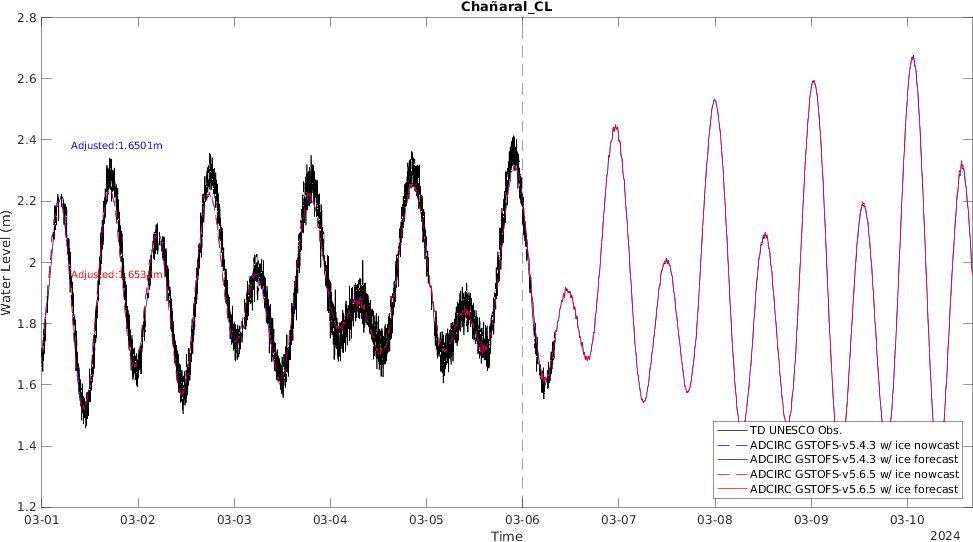 Chañaral_CL
2.8
2.6
2.4
2.2
2
1.8
1.6
1.4
1.2
Water Level (m)
Adjusted:1.6501m
03-01
03-02
03-03
03-04
03-05
03-06
03-07
03-08
03-09
03-10
Time
2024
TD UNESCO Obs.
ADCIRC GSTOFS-v5.4.3 w/ ice nowcast
ADCIRC GSTOFS-v5.4.3 w/ ice forecast
ADCIRC GSTOFS-v5.6.5 w/ ice nowcast
ADCIRC GSTOFS-v5.6.5 w/ ice forecast